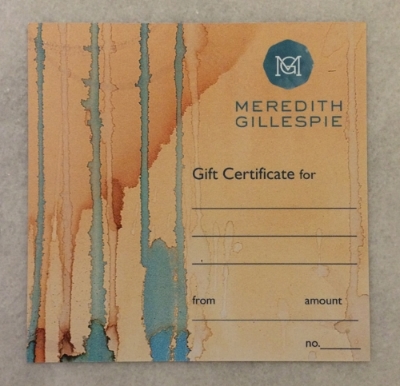 MG
MEREDITH
GILLESPIE
Gift Certificate for
from amount
no.